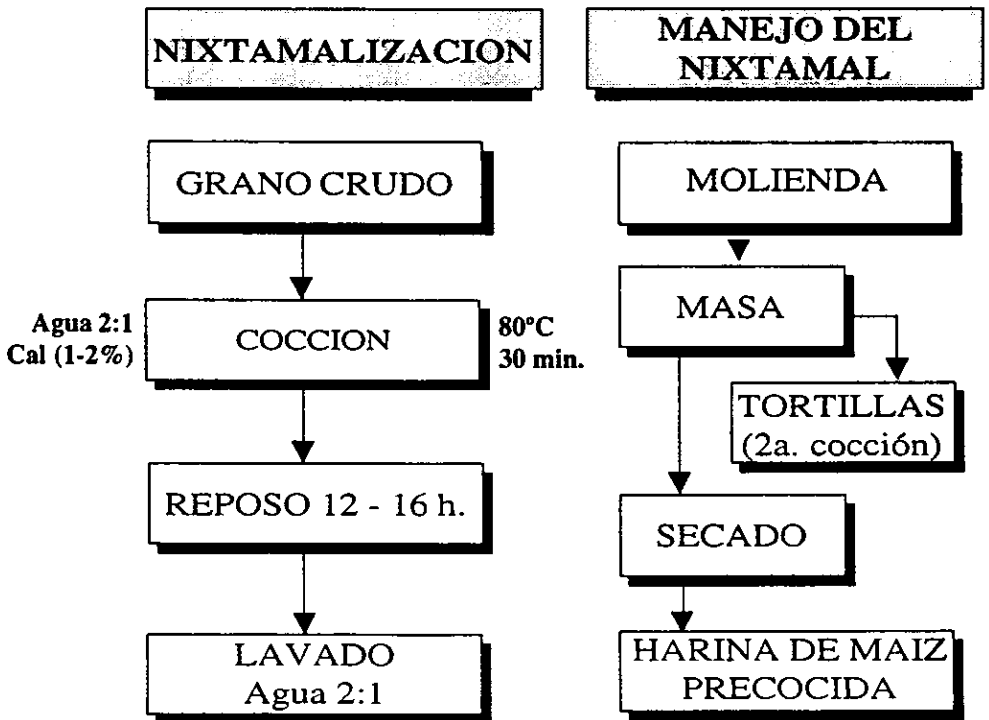 NIXTAMALIZACION
GRANO CRUDO
Agua 2:1
Cal (1-2%)
COCCION
80ºC
30 min.
REPOSO 12 - 16 h.
LAVADO
Agua 2:1
MANEJO DEL
NIXTAMAL
MOLIENDA
MASA
TORTILLAS
(2a. cocción)
SECADO
HARINA DE MAIZ
PRECOCIDA